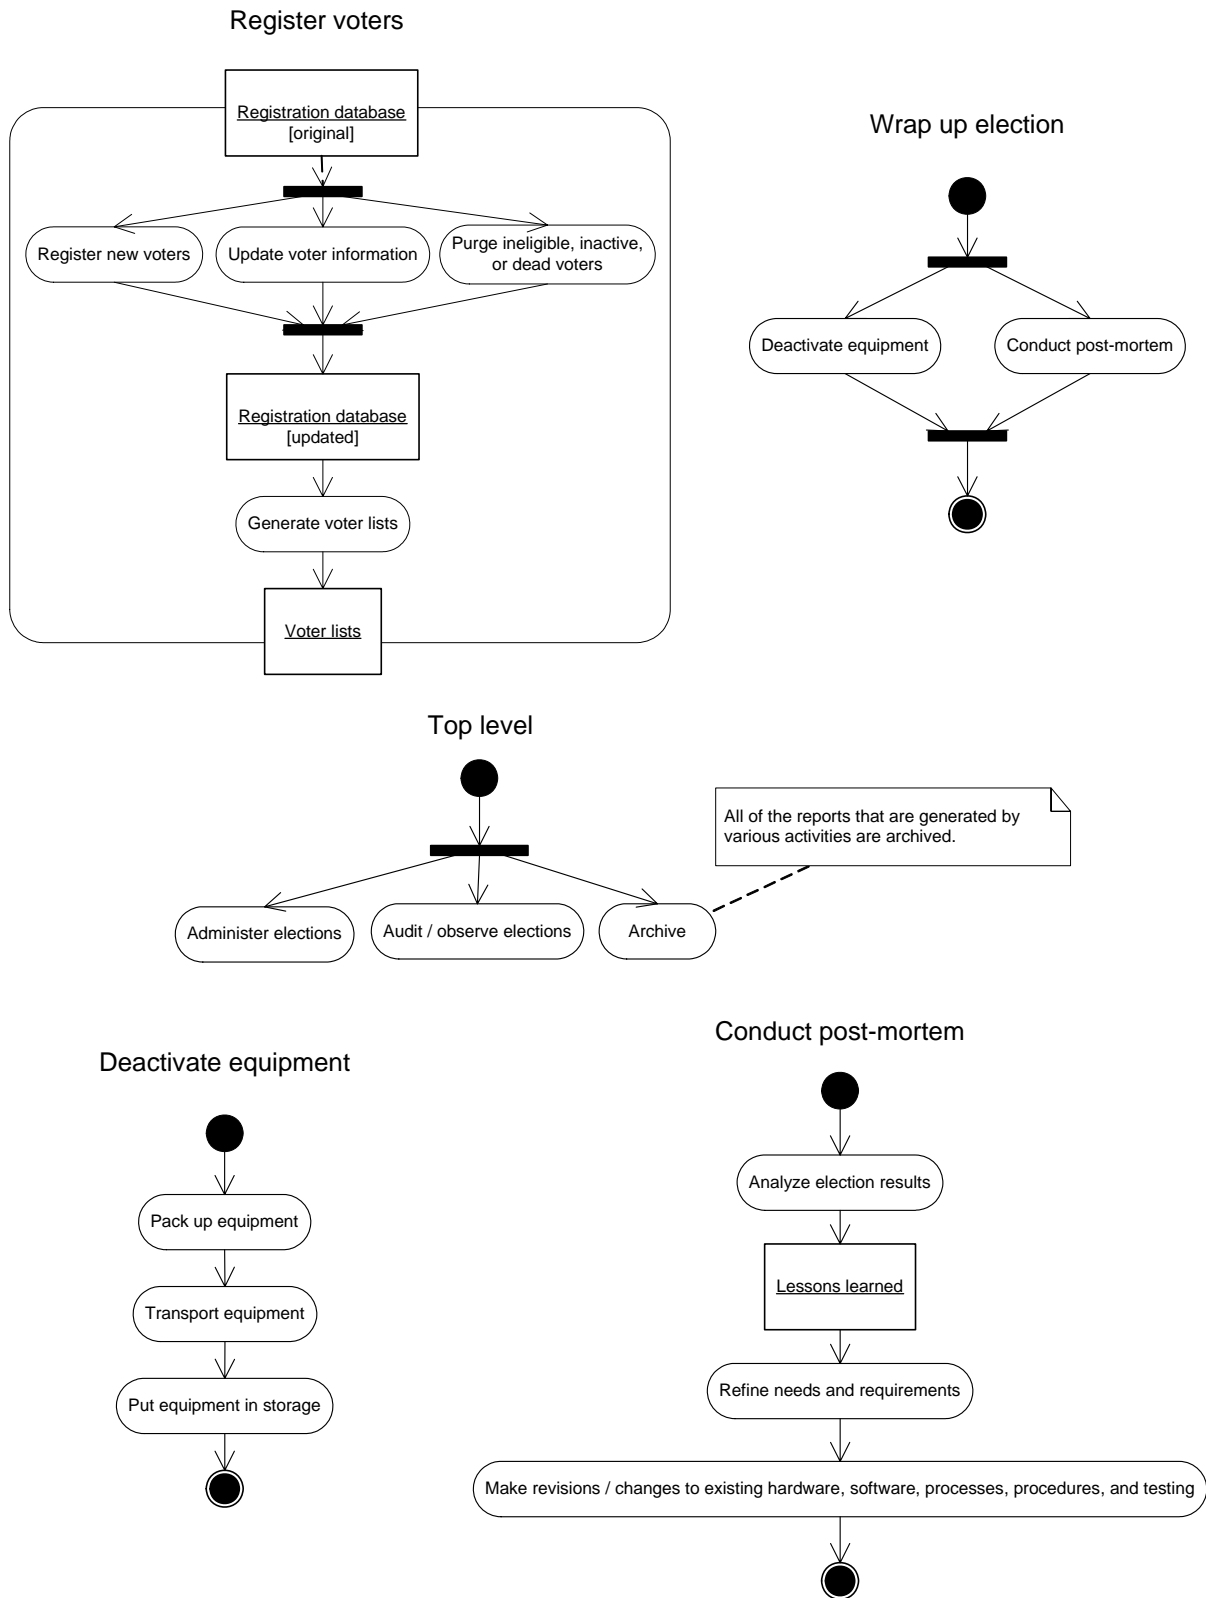 Register voters
Registration database
[original]
Register new voters
Update voter information
Purge ineligible, inactive,
or dead voters
Registration database
[updated]
Generate voter lists
Voter lists
Wrap up election
Deactivate equipment
Conduct post-mortem
Top level
All of the reports that are generated by
various activities are archived.
Administer elections
Audit / observe elections
Archive
Deactivate equipment
Pack up equipment
Transport equipment
Put equipment in storage
Conduct post-mortem
Analyze election results
Lessons learned
Refine needs and requirements
Make revisions / changes to existing hardware, software, processes, procedures, and testing